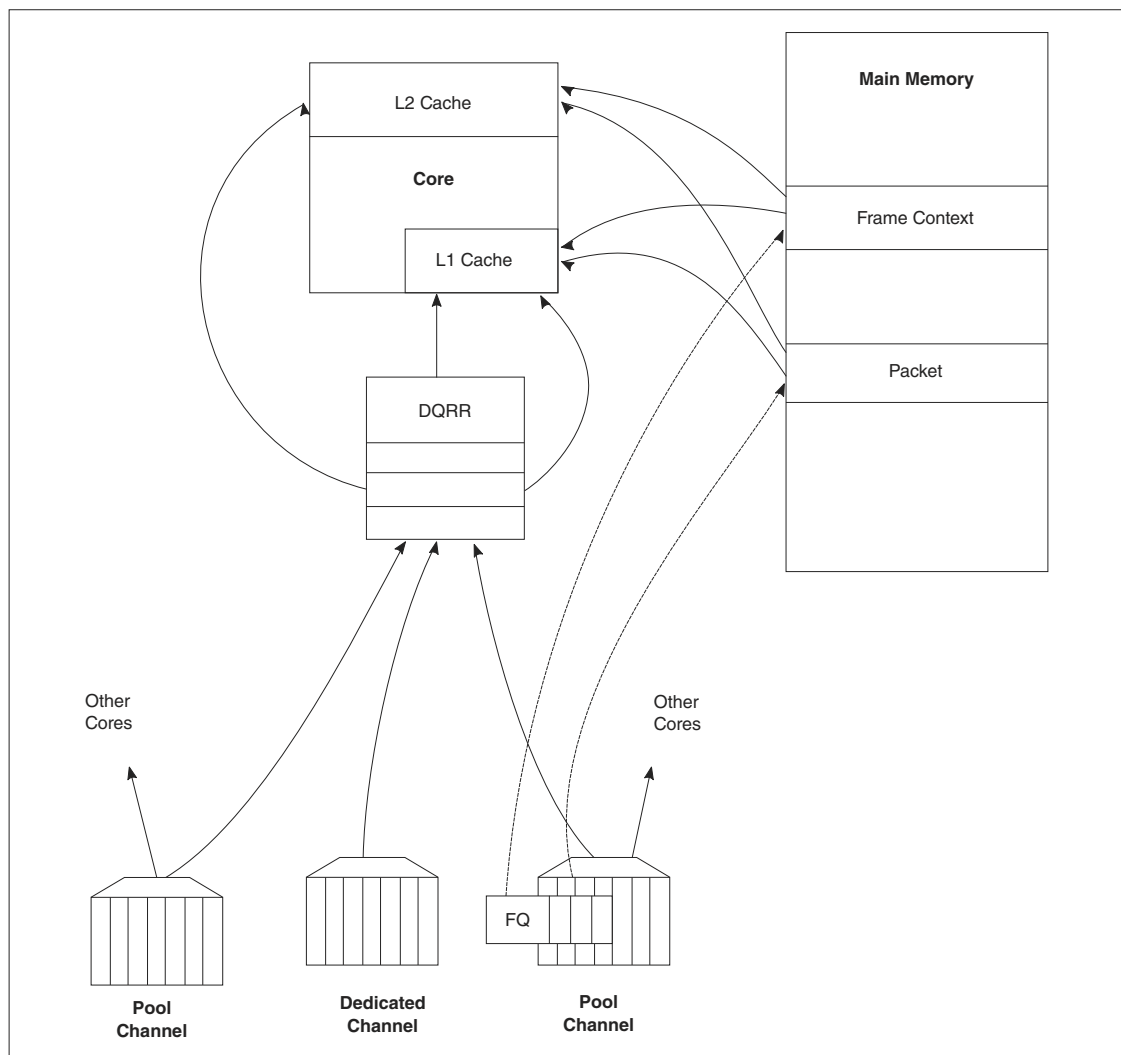 Main Memory
L2 Cache
Core
Frame Context
L1 Cache
Packet
DQRR
Other
Cores
Other
Cores
FQ
Pool
Channel
Dedicated
Channel
Pool
Channel